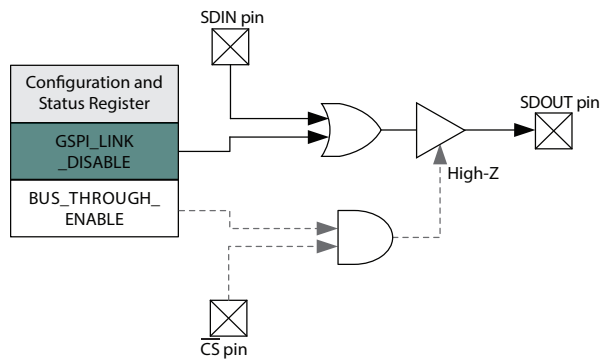 SDIN pin
Configuration and
Status Register
SDOUT pin
GSPI_LINK
_DISABLE
High-Z
BUS_THROUGH_
ENABLE
CS pin